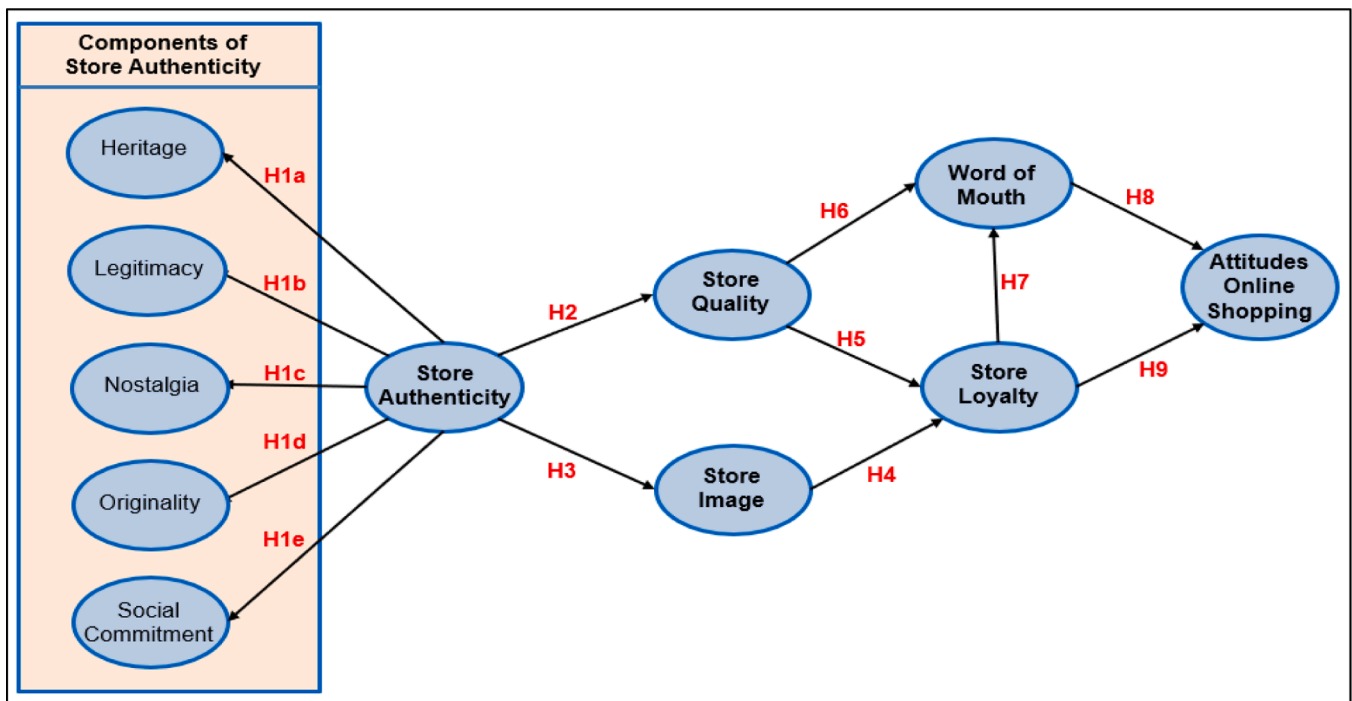 Components of
Store Authenticity
Heritage
H1a
Legitimacy
H1b
Nostalgia
H1c
Originality
H1d
Social
Commitment
H1e
Store
Authenticity
H2
H3
Store
Quality
Store
Image
H6
H5
H4
Word of
Mouth
H7
Store
Loyalty
H8
H9
Attitudes
Online
Shopping